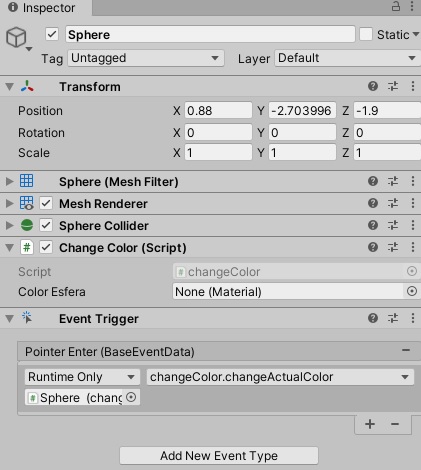 Inspector
Sphere
Static
Tag Untagged Layer Default
Transform
Position X 0.88 Y -2.703996 Z -1.9
Rotation X 0 Y 0 Z 0
Scale X 1 Y 1 Z 1
Sphere (Mesh Filter)
Mesh Renderer
Sphere Collider
Change Color (Script)
Script changeColor
Color Esfera None (Material)
Event Trigger
Pointer Enter (BaseEventData)
Runtime Only changeColor.changeActualColor
Sphere (chang
Add New Event Type